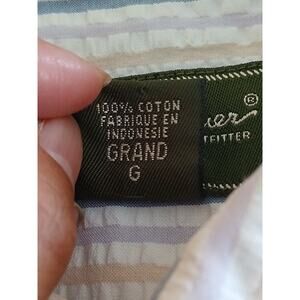 100% COTON
FABRIQUE EN
INDONESIE
GRAND
G
®
TFITTER